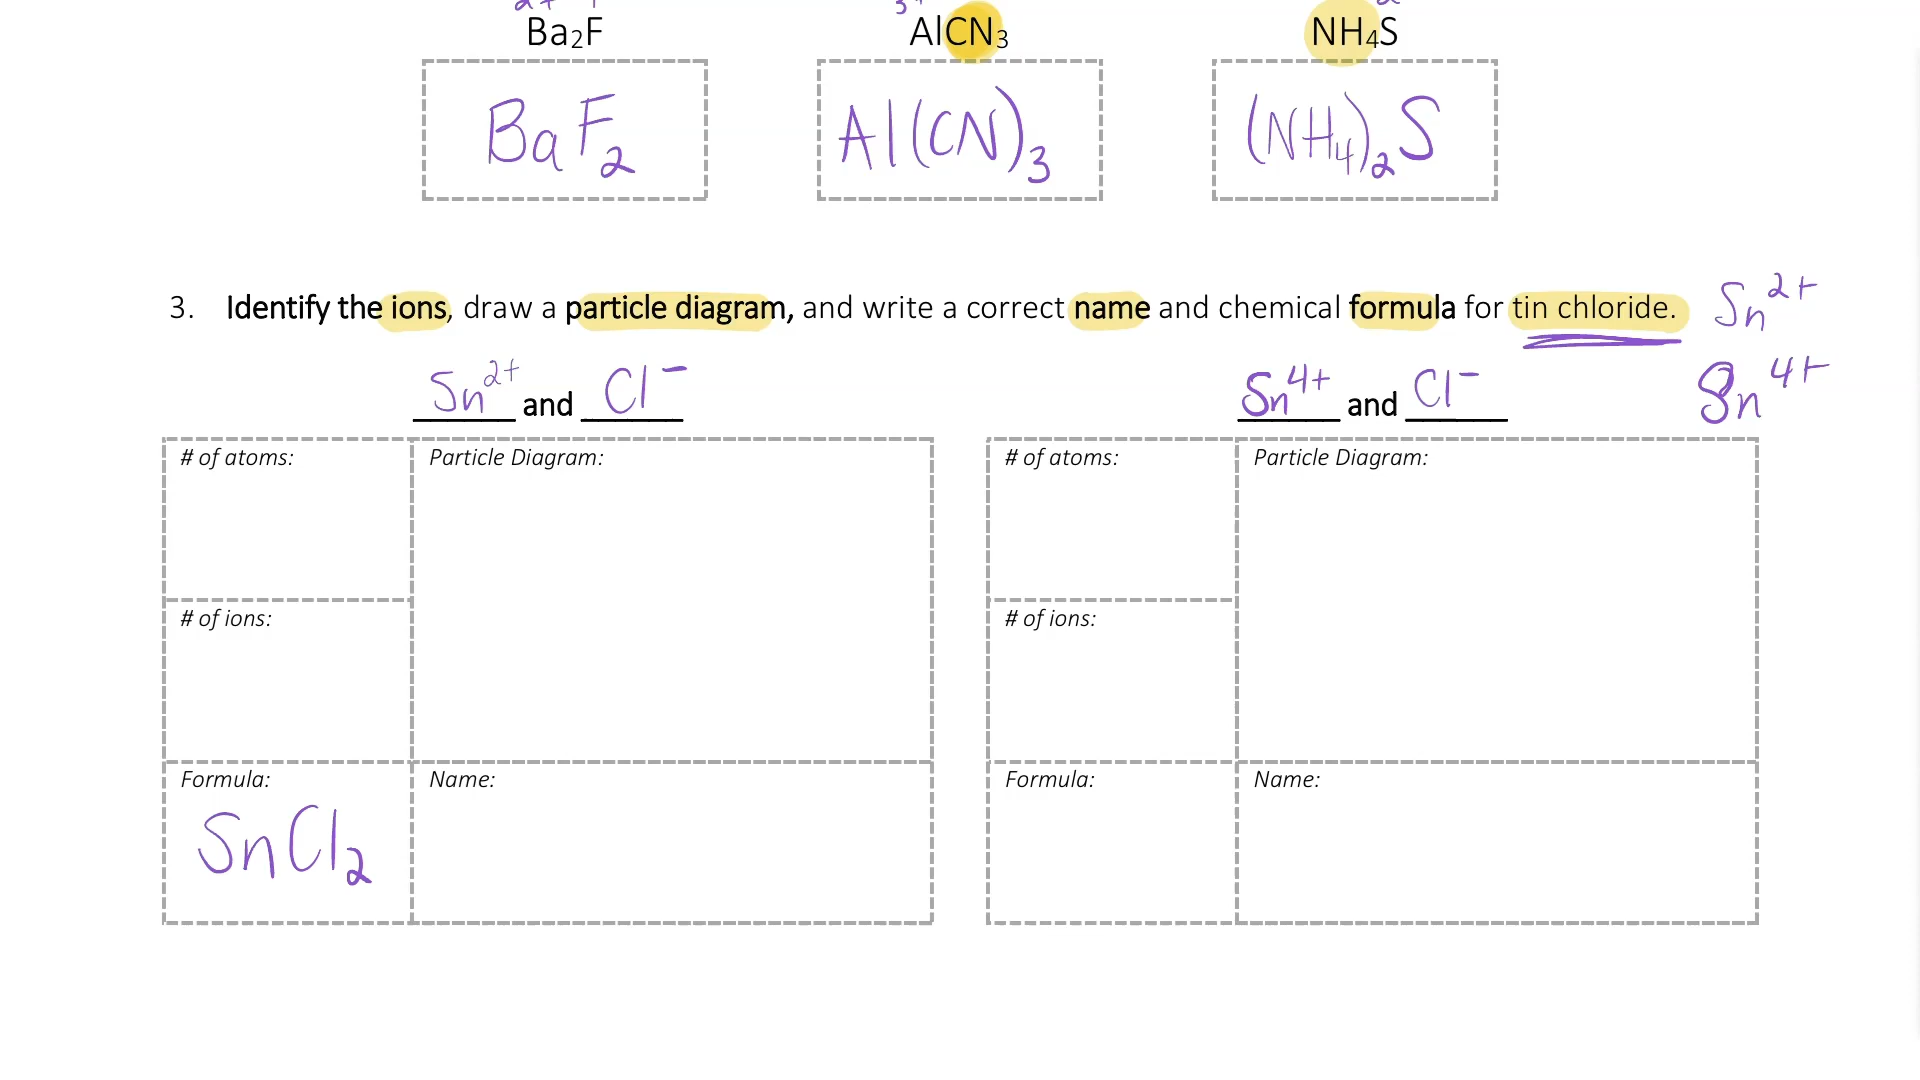 Ba₂F AlCN₃ NH₄S
BaF₂ Al(CN)₃ (NH₄)₂S
3. Identify the ions, draw a particle diagram, and write a correct name and chemical formula for tin chloride. Sn²⁺
Sn⁴⁺
Sn²⁺ and Cl⁻ Sn⁴⁺ and Cl⁻
# of atoms: Particle Diagram: # of atoms: Particle Diagram:
# of ions: # of ions:
Formula: Name: Formula: Name:
SnCl₂